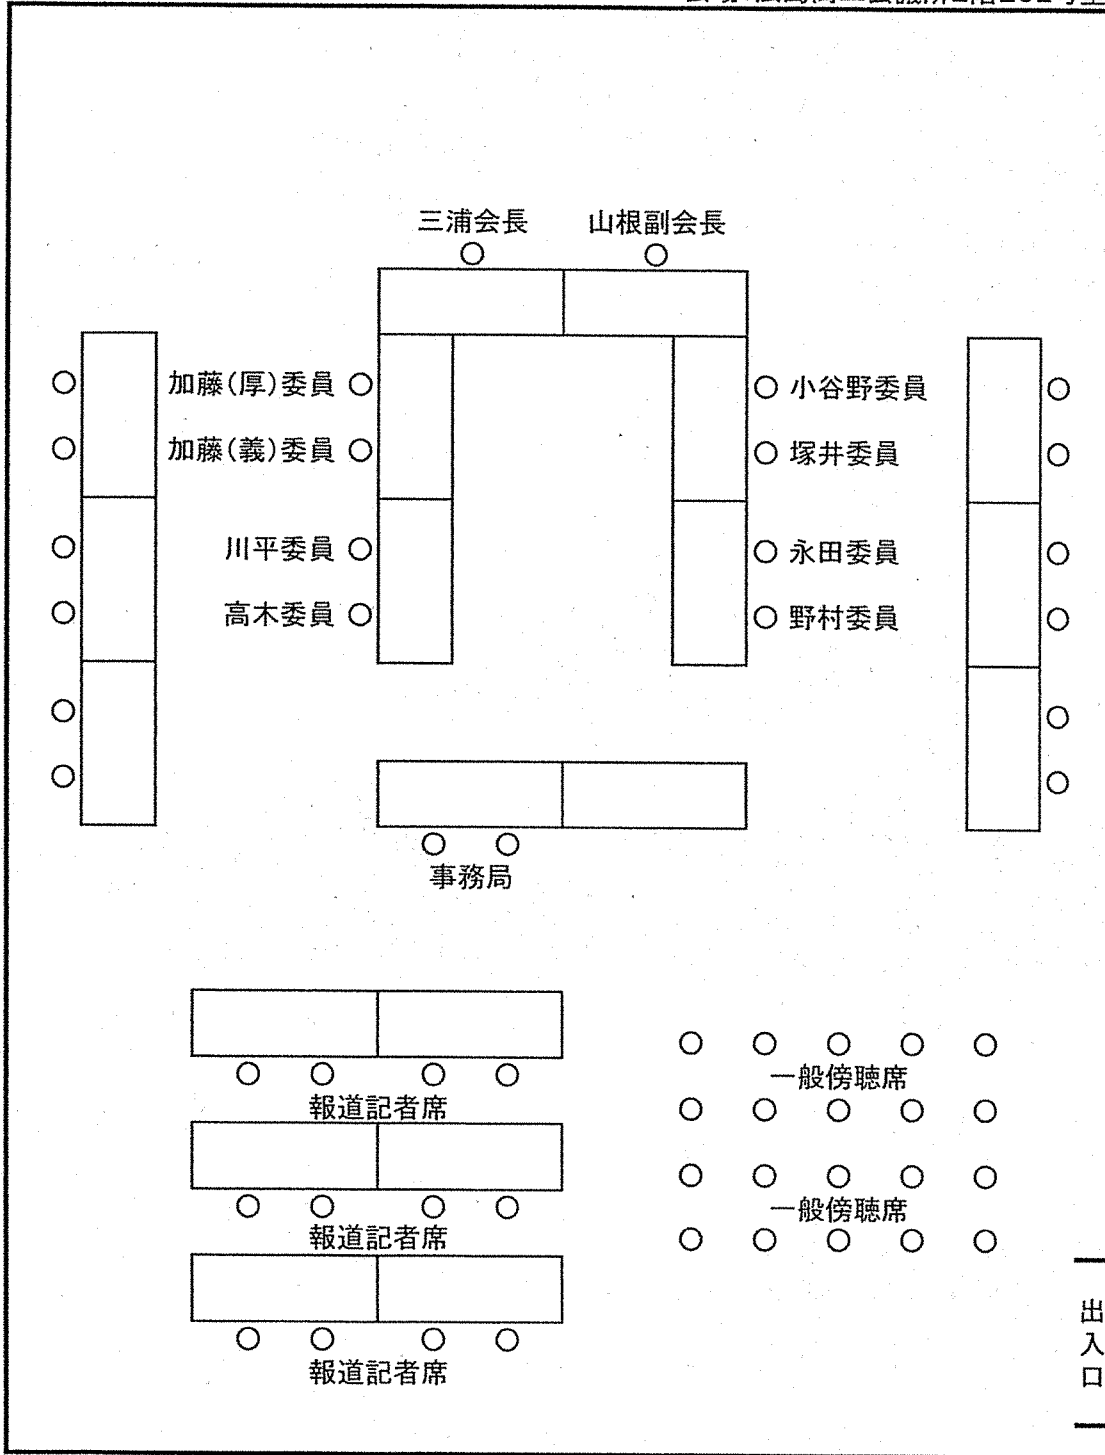 三浦会長 山根副会長
加藤(厚)委員 小谷野委員
加藤(義)委員 塚井委員
川平委員 永田委員
高木委員 野村委員
事務局
一般傍聴席
報道記者席
一般傍聴席
報道記者席
報道記者席
出入口